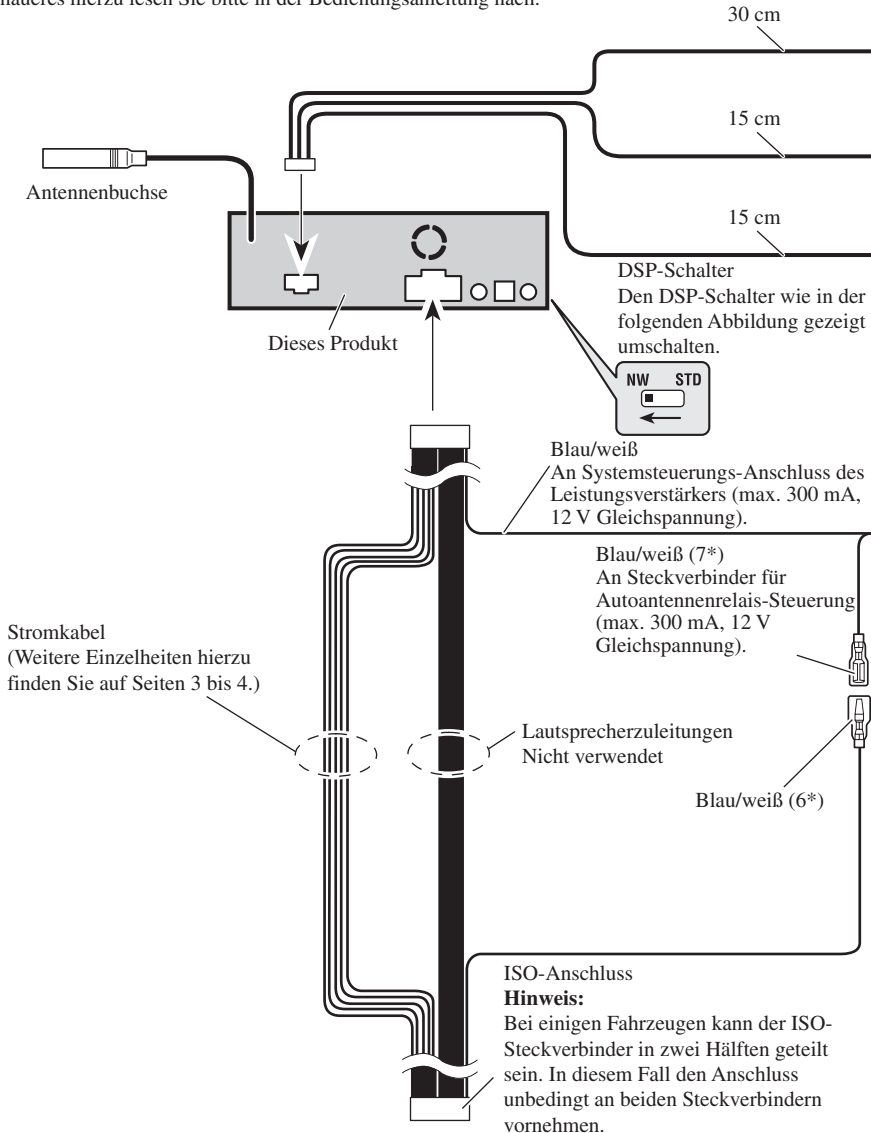 hierzu lesen Sie bitte in der Bedienungsanleitung nach.
30 cm
15 cm
Antennenbuchse
15 cm
DSP-Schalter
Den DSP-Schalter wie in der
folgenden Abbildung gezeigt
umschalten.
Dieses Produkt
NW STD
Blau/weiß
An Systemsteuerungs-Anschluss des
Leistungsverstärkers (max. 300 mA,
12 V Gleichspannung).
Blau/weiß (7*)
An Steckverbinder für
Autoantennenrelais-Steuerung
(max. 300 mA, 12 V
Gleichspannung).
Stromkabel
(Weitere Einzelheiten hierzu
finden Sie auf Seiten 3 bis 4.)
Lautsprecherzuleitungen
Nicht verwendet
Blau/weiß (6*)
ISO-Anschluss
Hinweis:
Bei einigen Fahrzeugen kann der ISO-
Steckverbinder in zwei Hälften geteilt
sein. In diesem Fall den Anschluss
unbedingt an beiden Steckverbindern
vornehmen.